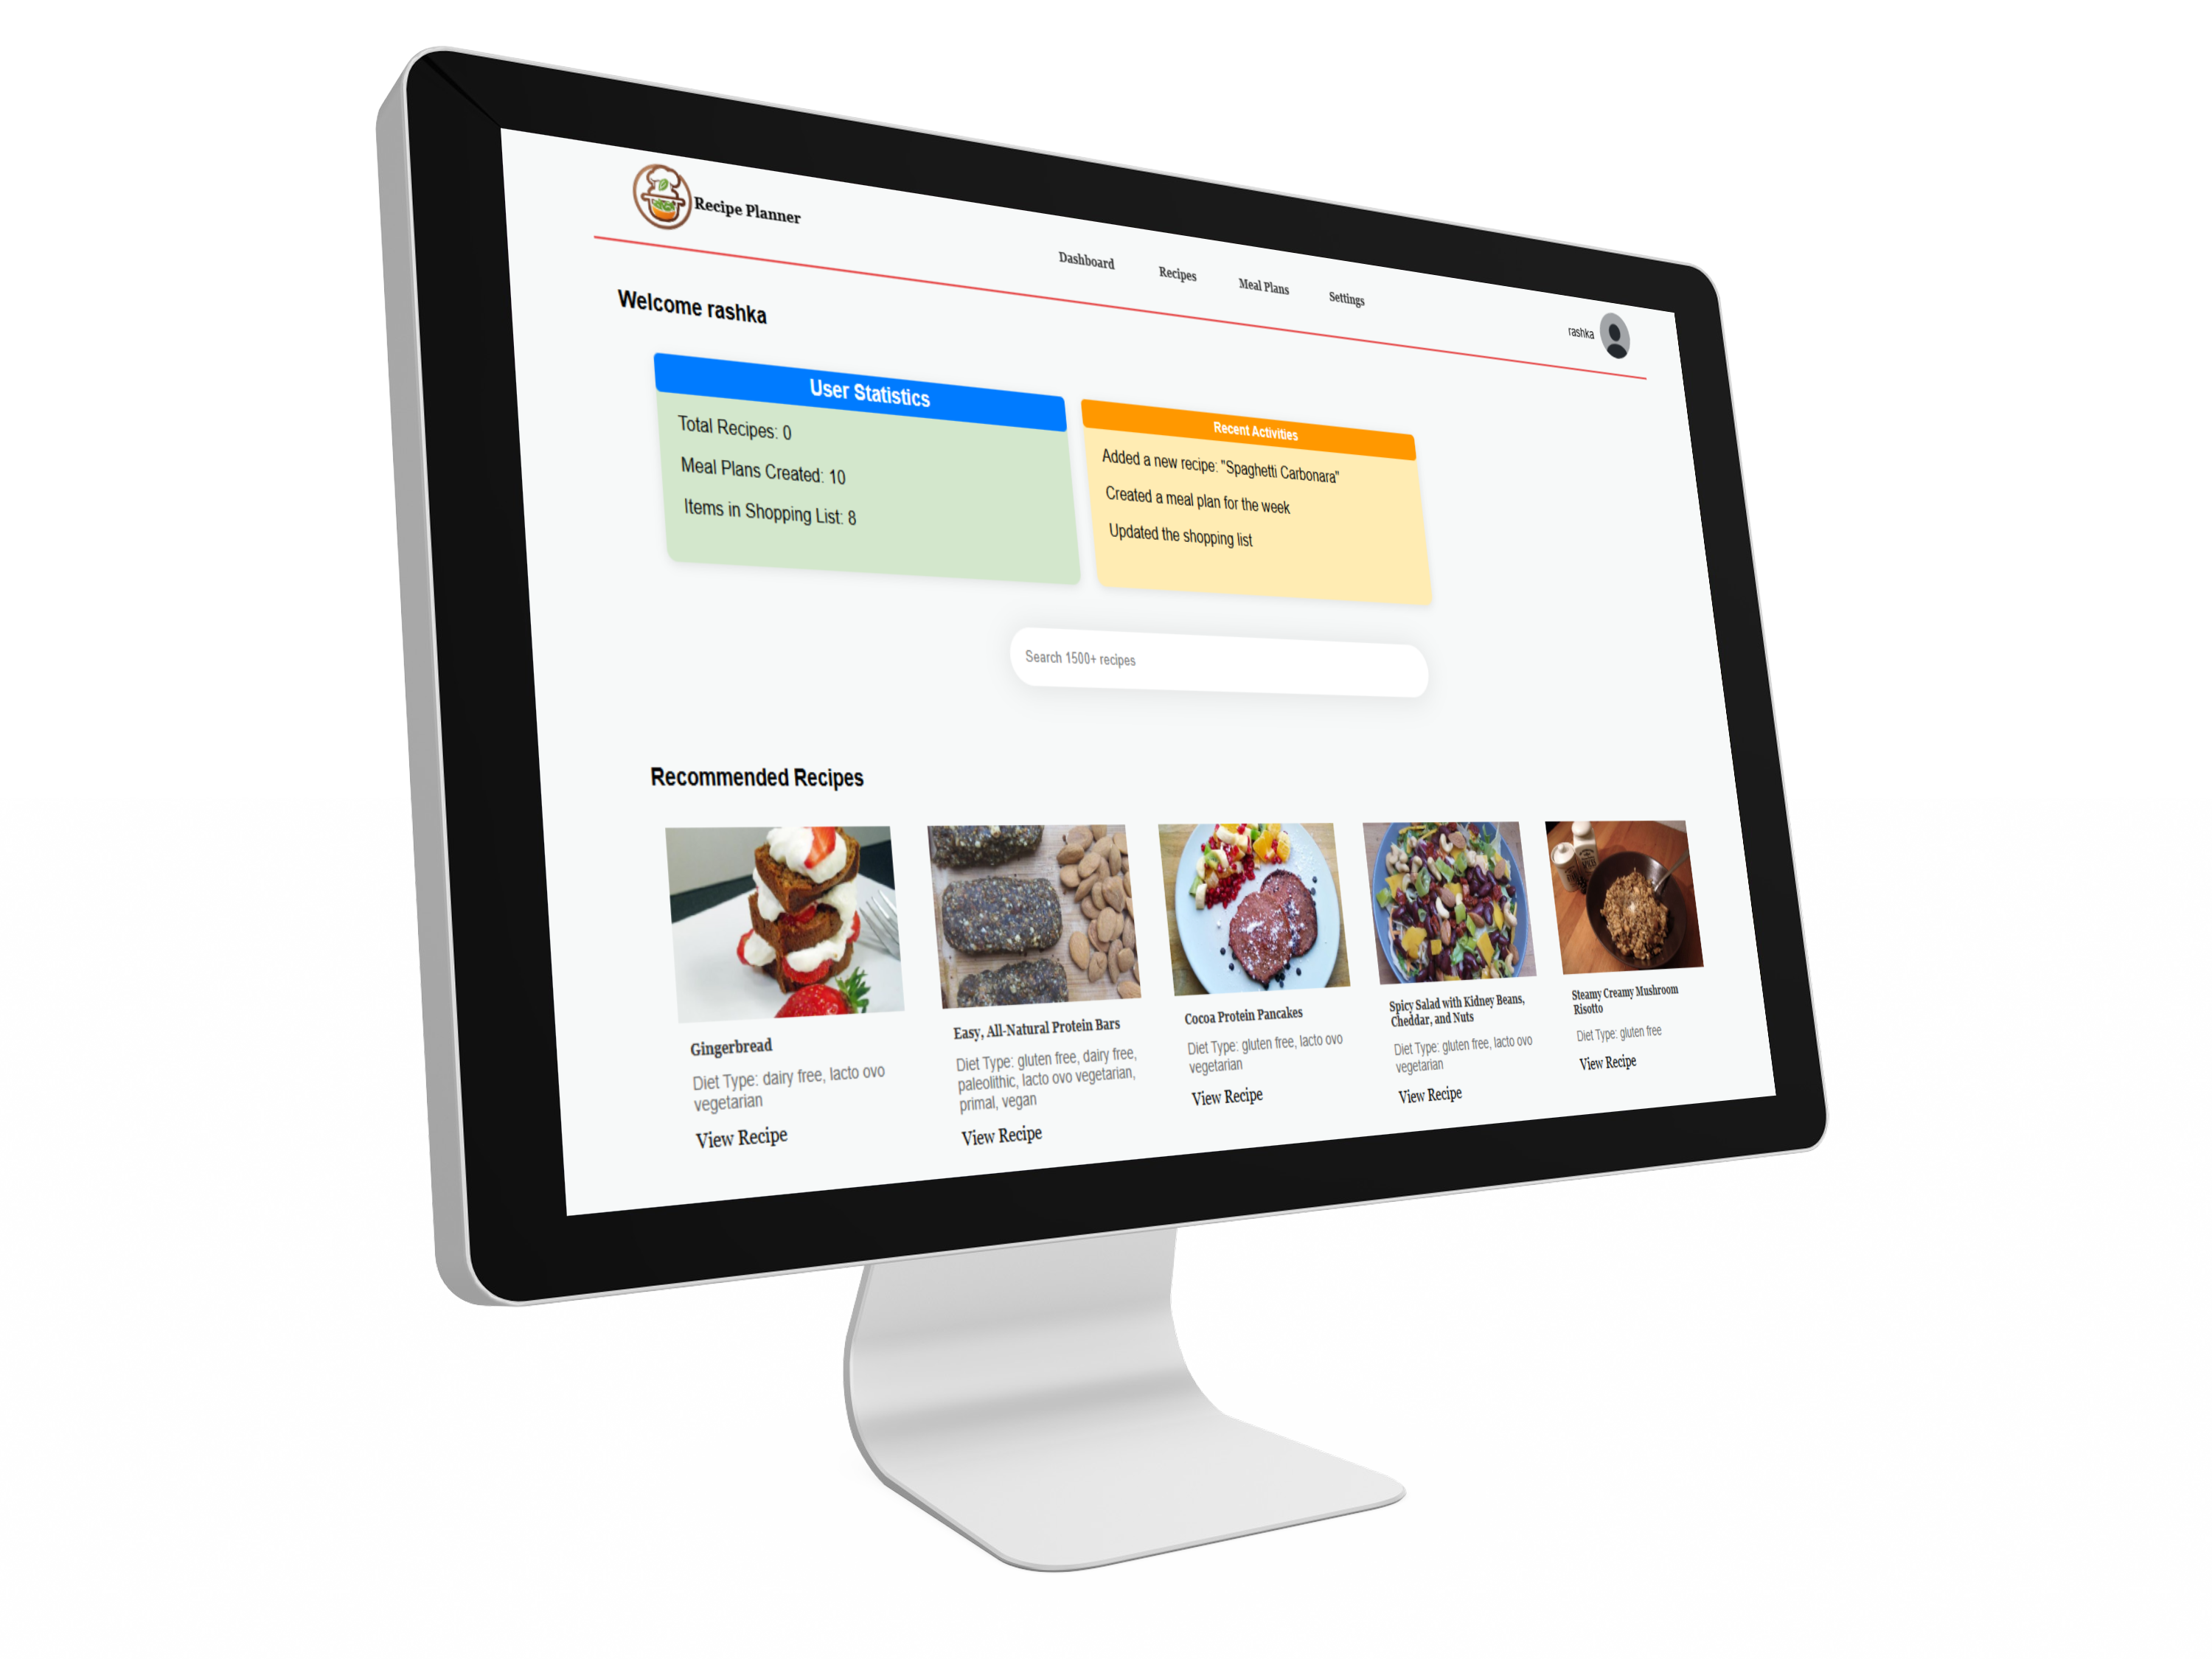 Recipe Planner
Dashboard
Recipes
Meal Plans
Settings
rashka
Welcome rashka
User Statistics
Total Recipes: 0
Meal Plans Created: 10
Items in Shopping List: 8
Recent Activities
Added a new recipe: "Spaghetti Carbonara"
Created a meal plan for the week
Updated the shopping list
Search 1500+ recipes
Recommended Recipes
Gingerbread
Diet Type: dairy free, lacto ovo
vegetarian
View Recipe
Easy, All-Natural Protein Bars
Diet Type: gluten free, dairy free,
paleolithic, lacto ovo vegetarian,
primal, vegan
View Recipe
Cocoa Protein Pancakes
Diet Type: gluten free, lacto ovo
vegetarian
View Recipe
Spicy Salad with Kidney Beans,
Cheddar, and Nuts
Diet Type: gluten free, lacto ovo
vegetarian
View Recipe
Steamy Creamy Mushroom
Risotto
Diet Type: gluten free
View Recipe